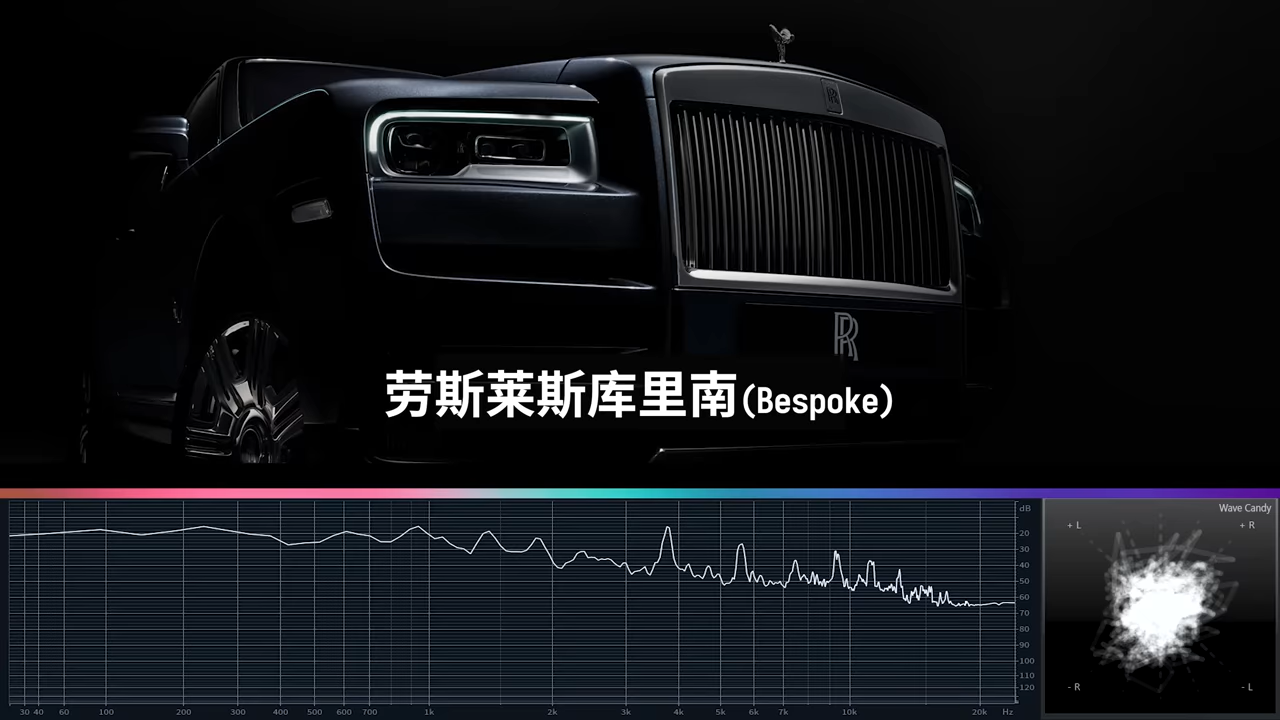 劳斯莱斯库里南(Bespoke)
dB
20
30
40
50
60
70
80
90
100
110
120
30 40 60 100 200 300 400 500 600 700 1k 2k 3k 4k 5k 6k 7k 10k 20k Hz
Wave Candy
+ L + R
- R - L